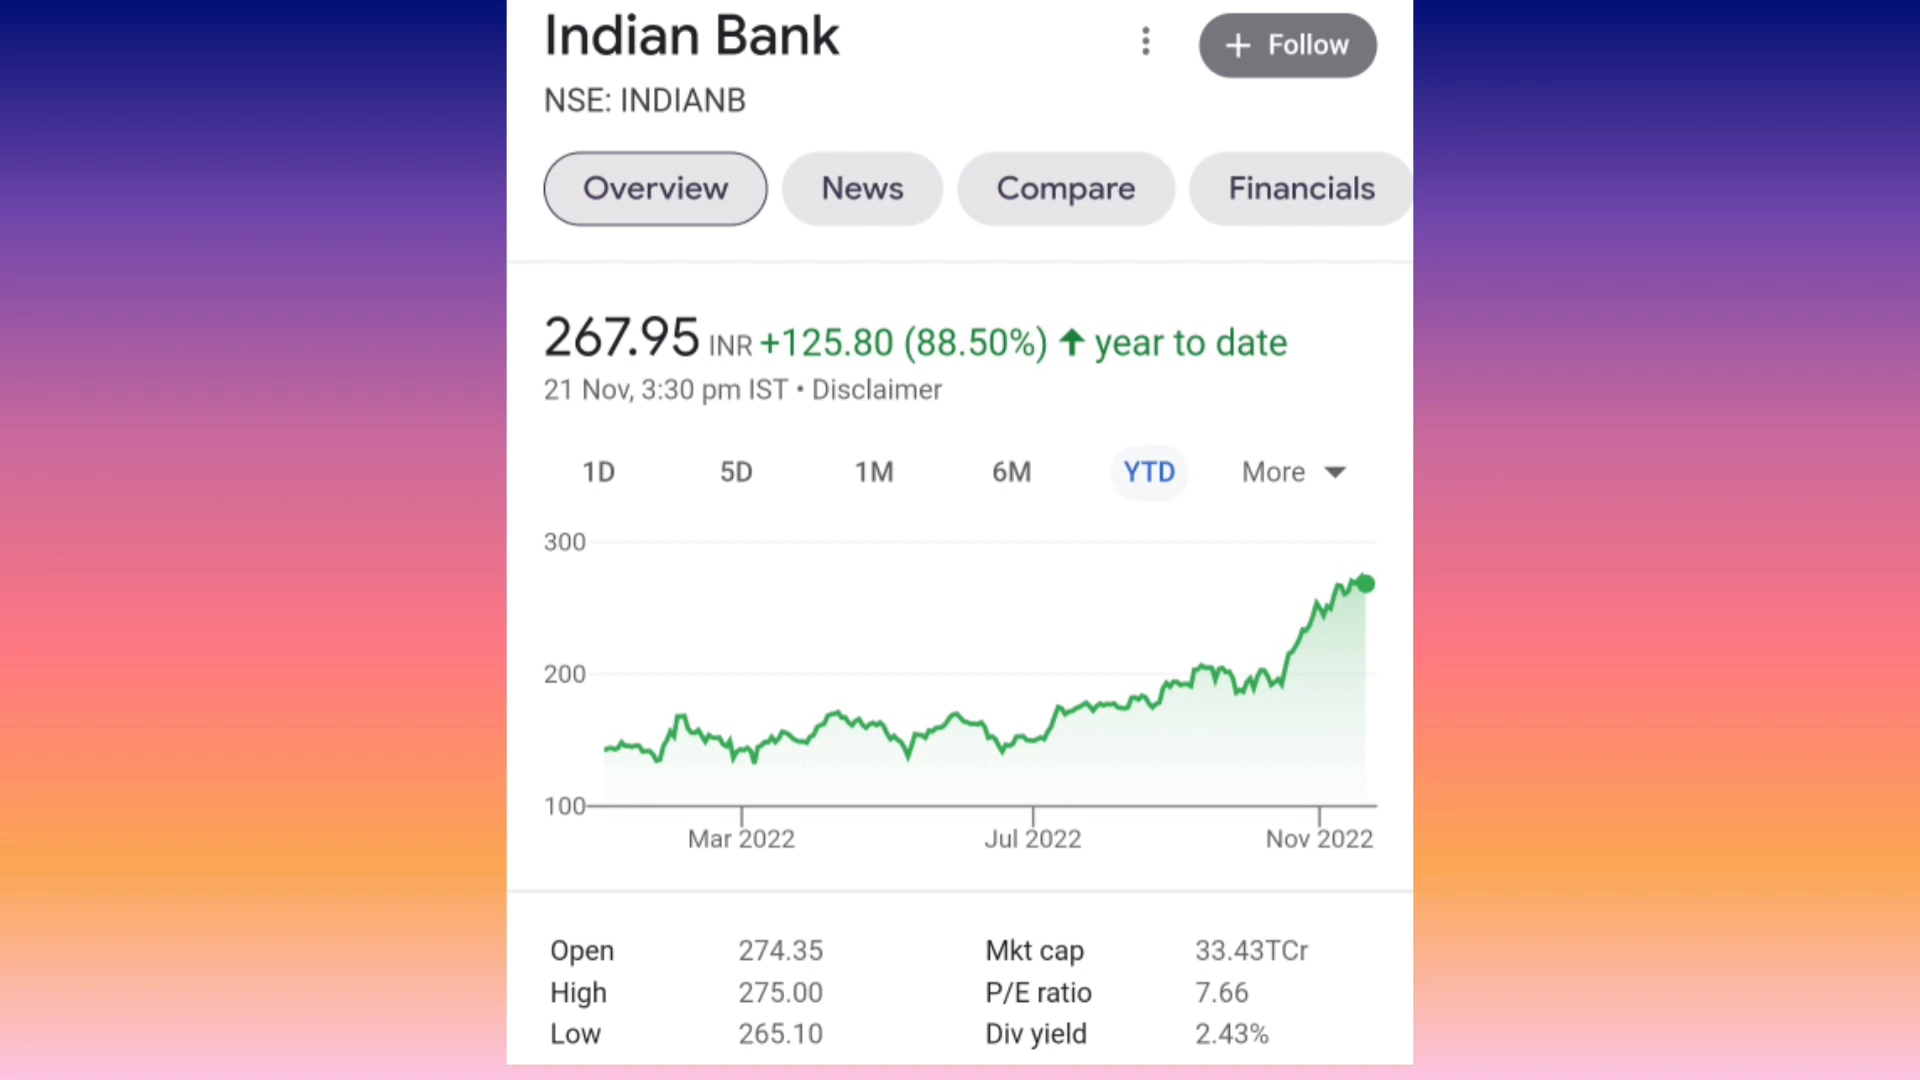 Indian Bank
+ Follow
NSE: INDIANB
Overview News Compare Financials
267.95 INR +125.80 (88.50%) ↑ year to date
21 Nov, 3:30 pm IST • Disclaimer
1D 5D 1M 6M YTD More
300
200
100
Mar 2022 Jul 2022 Nov 2022
Open 274.35 Mkt cap 33.43TCr
High 275.00 P/E ratio 7.66
Low 265.10 Div yield 2.43%